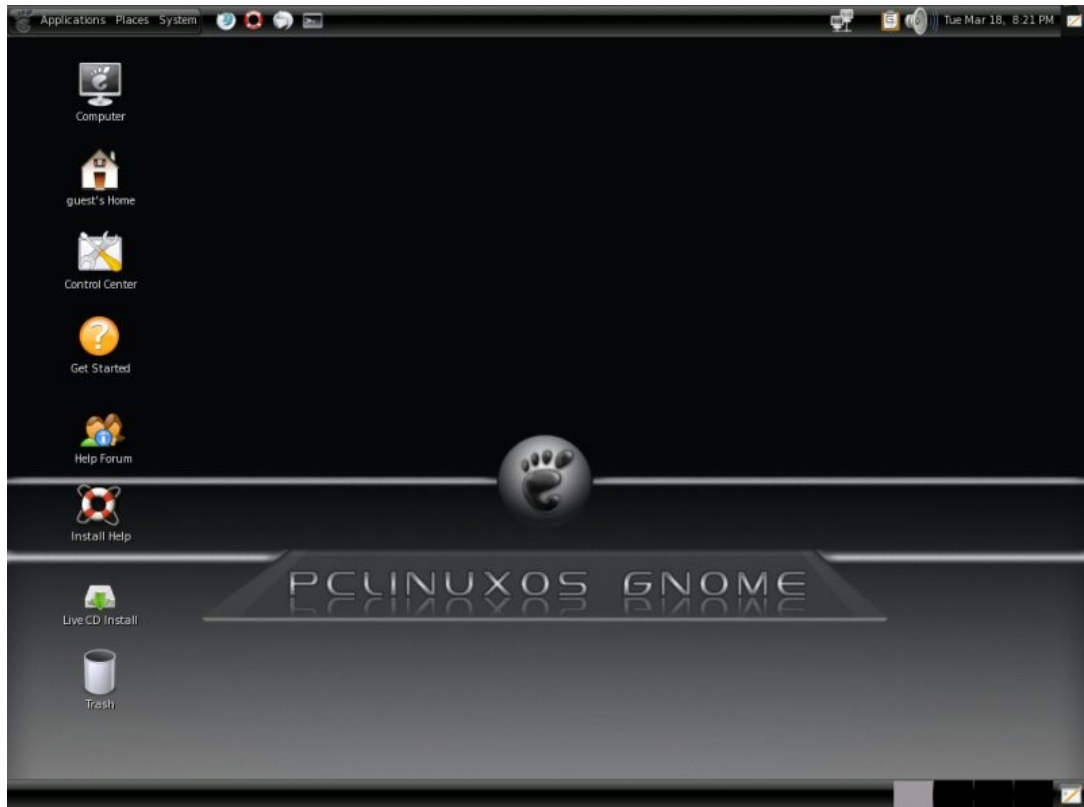 Applications Places System
Tue Mar 18, 8:21 PM
Computer
guest's Home
Control Center
Get Started
Help Forum
Install Help
PCLINUXOS GNOME
Live CD Install
Trash